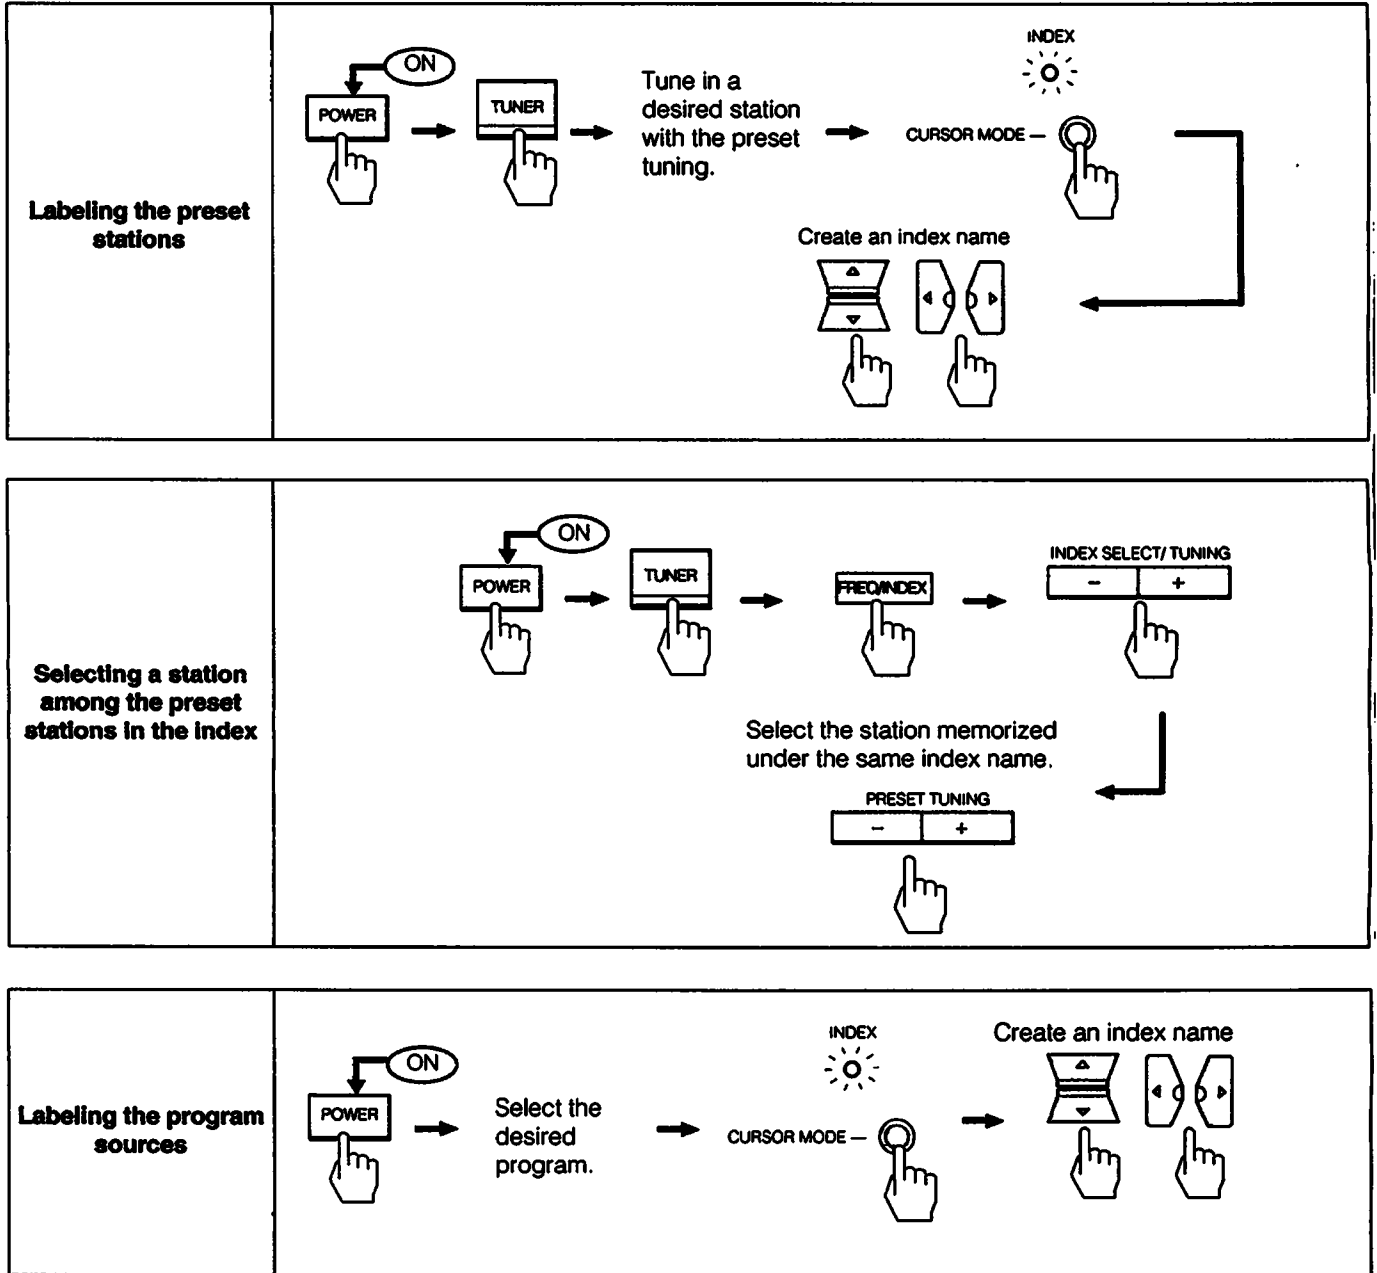 Labeling the preset
stations
ON
POWER
TUNER
Tune in a
desired station
with the preset
tuning.
INDEX
CURSOR MODE –
Create an index name
Selecting a station
among the preset
stations in the index
ON
POWER
TUNER
FREQ/INDEX
INDEX SELECT/ TUNING
– +
Select the station memorized
under the same index name.
PRESET TUNING
– +
Labeling the program
sources
ON
POWER
Select the
desired
program.
INDEX
CURSOR MODE –
Create an index name